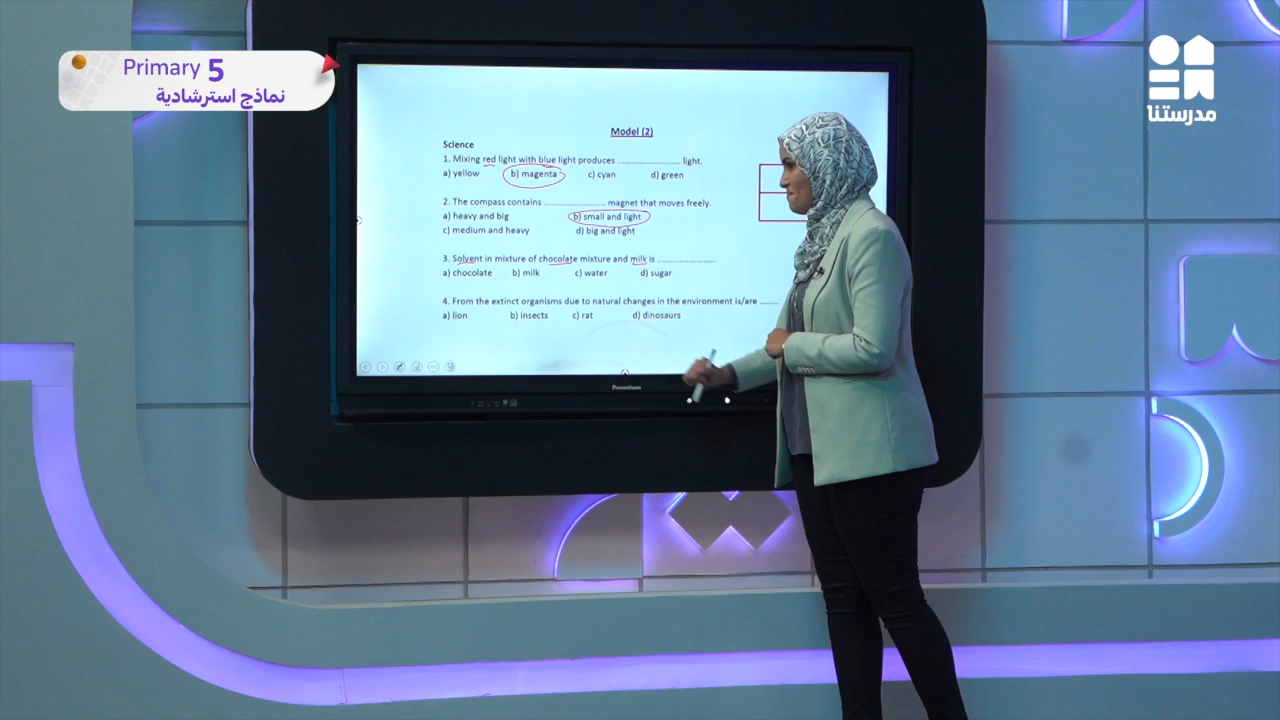 Primary 5
نماذج استرشادية
مدرستنا
Model (2)
Science
1. Mixing red light with blue light produces .............................. light.
a) yellow b) magenta c) cyan d) green
2. The compass contains .............................. magnet that moves freely.
a) heavy and big b) small and light
c) medium and heavy d) big and light
3. Solvent in mixture of chocolate mixture and milk is ............................
a) chocolate b) milk c) water d) sugar
4. From the extinct organisms due to natural changes in the environment is/are ........
a) lion b) insects c) rat d) dinosaurs
Promethean